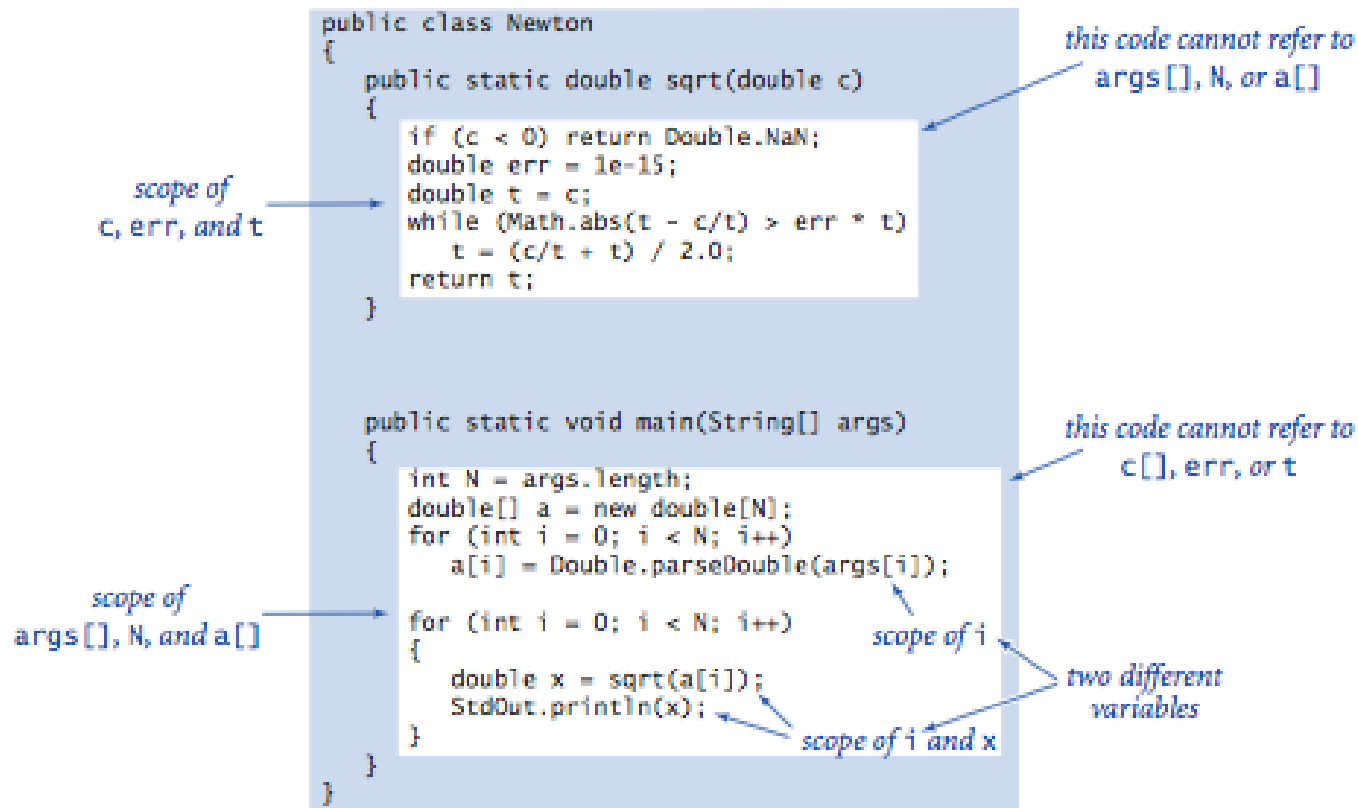 public class Newton
{
public static double sqrt(double c)
{
if (c < 0) return Double.NaN;
double err = 1e-15;
double t = c;
while (Math.abs(t - c/t) > err * t)
t = (c/t + t) / 2.0;
return t;
}
this code cannot refer to
args[], N, or a[]
scope of
c, err, and t
public static void main(String[] args)
{
int N = args.length;
double[] a = new double[N];
for (int i = 0; i < N; i++)
a[i] = Double.parseDouble(args[i]);
for (int i = 0; i < N; i++)
{
double x = sqrt(a[i]);
StdOut.println(x);
}
}
}
this code cannot refer to
c[], err, or t
scope of
args[], N, and a[]
scope of i
two different
variables
scope of i and x